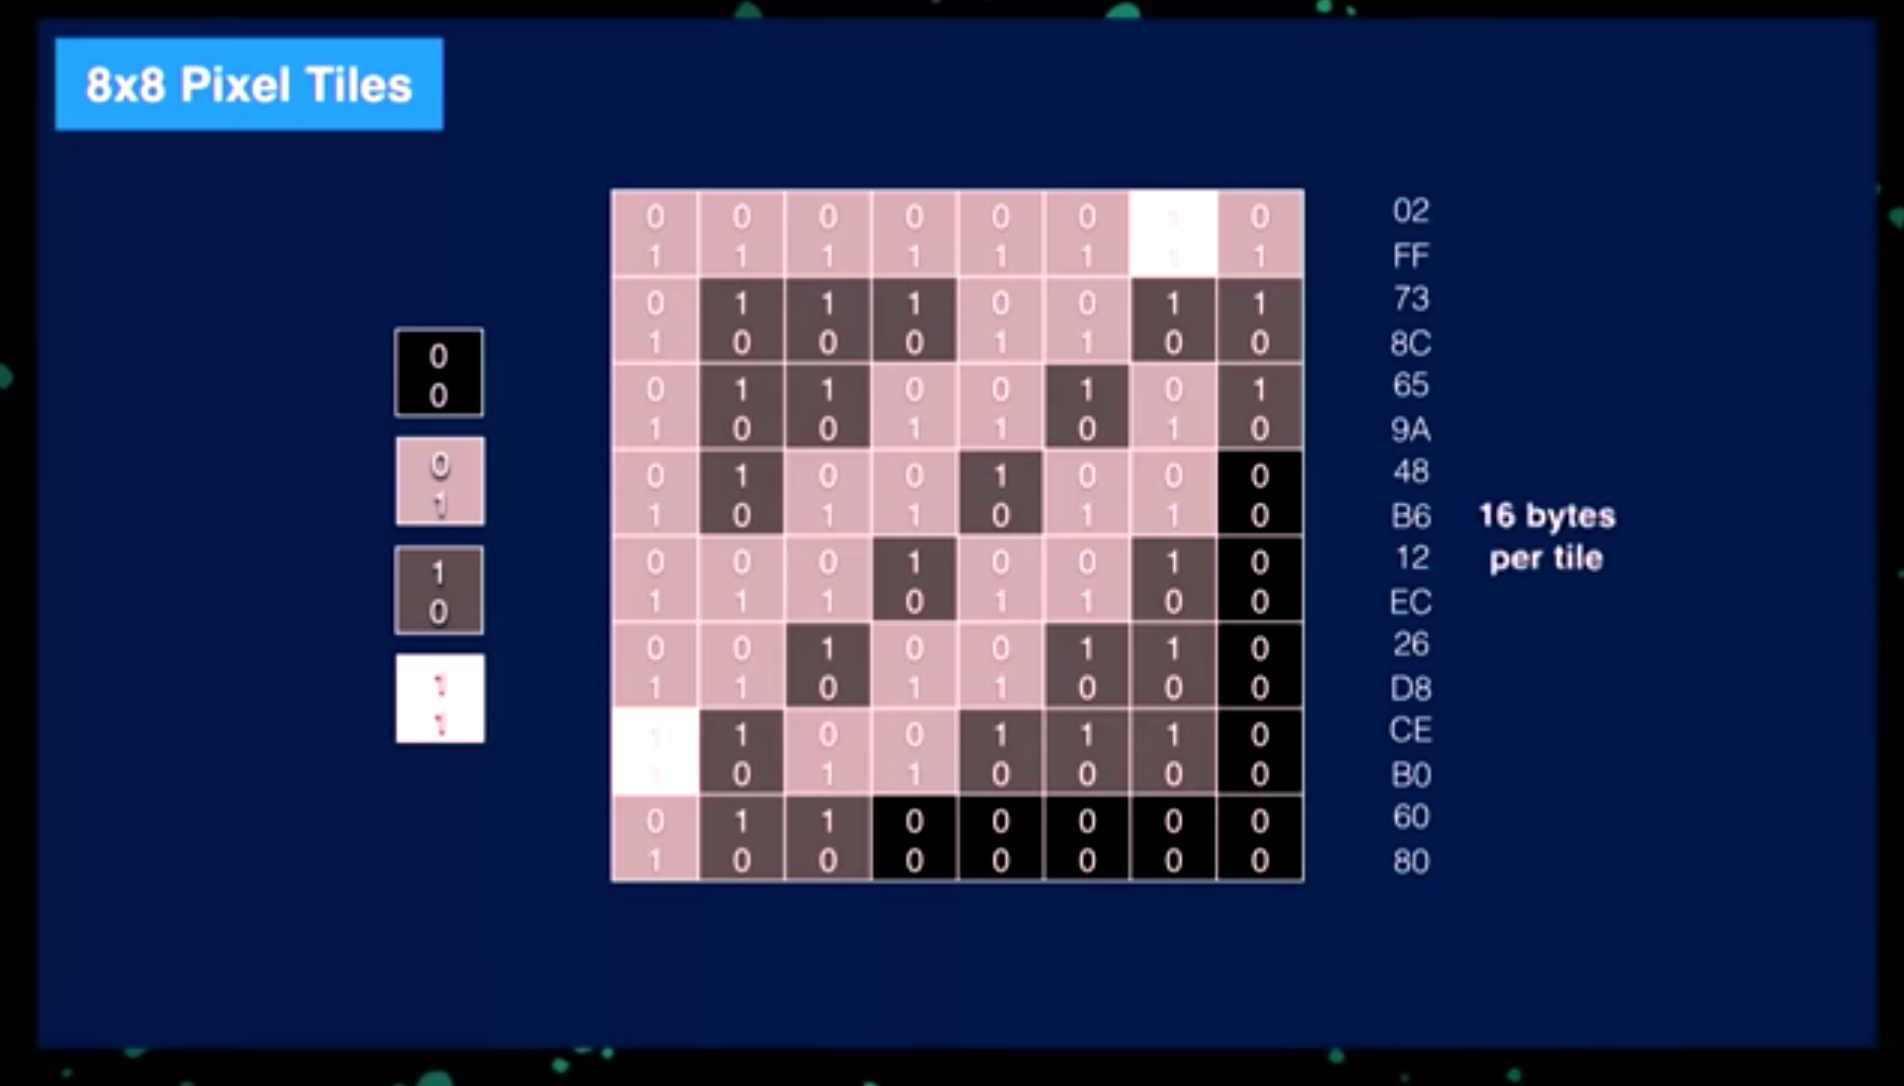 8x8 Pixel Tiles
0 0 0 0 0 0 1 0 02
1 1 1 1 1 1 1 1 FF
0 1 1 1 0 0 1 1 73
1 0 0 0 1 1 0 0 8C
0 1 1 0 0 1 0 1 65
1 0 0 1 1 0 1 0 9A
0 1 0 0 1 0 0 0 48
1 0 1 1 0 1 1 0 B6
0 0 0 1 0 0 1 0 12
1 1 1 0 1 1 0 0 EC
0 0 1 0 0 1 1 0 26
1 1 0 1 1 0 0 0 D8
1 1 0 0 1 1 1 0 CE
1 0 1 1 0 0 0 0 B0
0 1 1 0 0 0 0 0 60
1 0 0 0 0 0 0 0 80
0
0
0
1
1
0
1
1
16 bytes
per tile